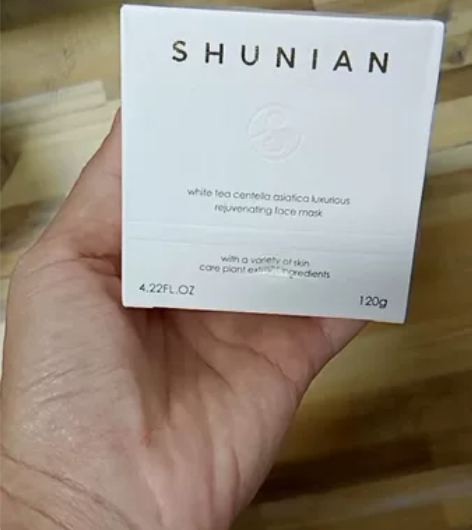 SHUNIAN
white tea centella asiatica luxurious
rejuvenating face mask
with a variety of skin
care plant extract ingredients
4.22FL.OZ
120g